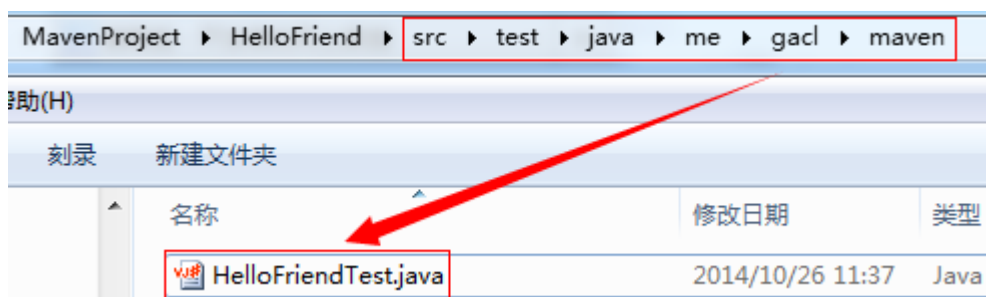 MavenProject ▸ HelloFriend ▸ src ▸ test ▸ java ▸ me ▸ gacl ▸ maven
帮助(H)
刻录 新建文件夹
名称 修改日期 类型
HelloFriendTest.java 2014/10/26 11:37 Java